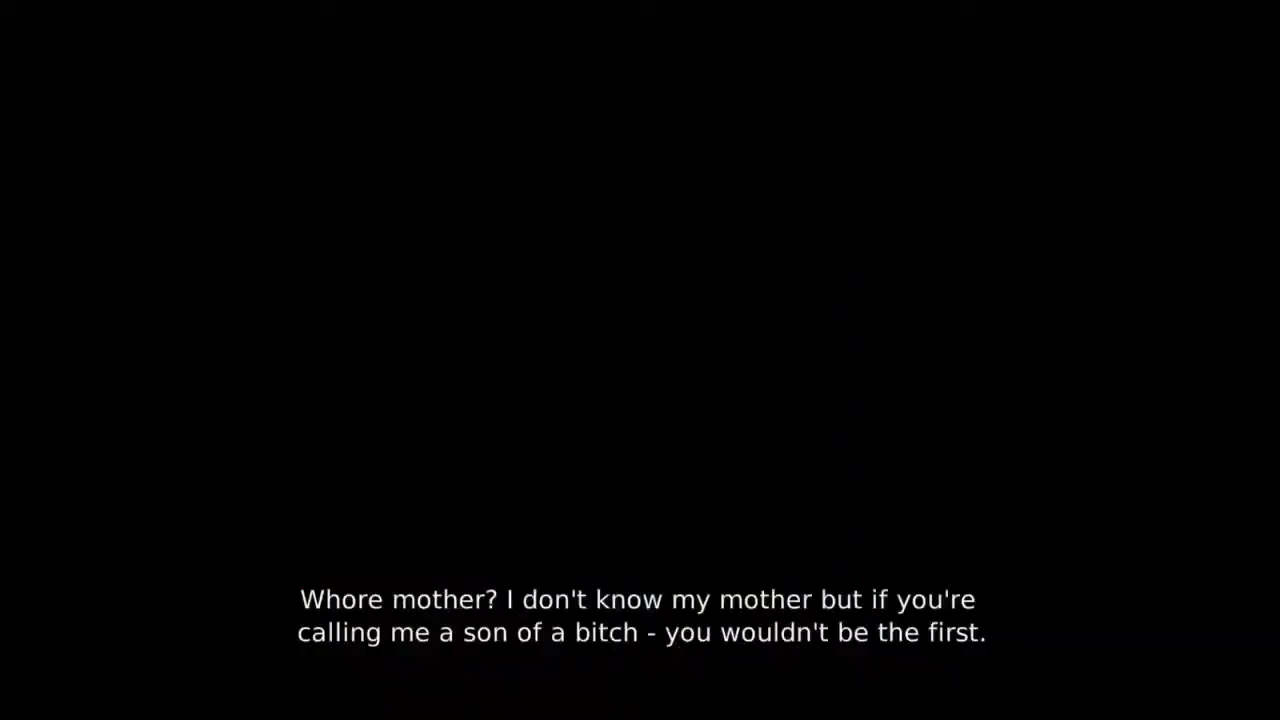 Whore mother? I don't know my mother but if you're
calling me a son of a bitch - you wouldn't be the first.